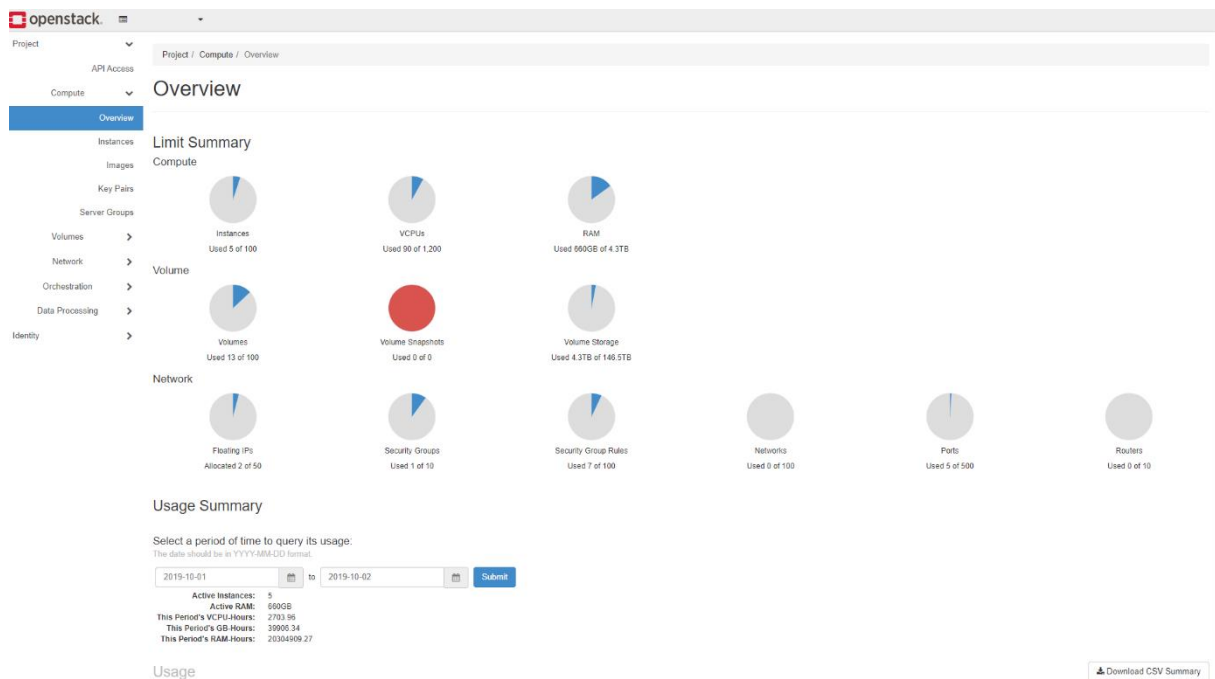 openstack.
Project
API Access
Compute
Overview
Instances
Images
Key Pairs
Server Groups
Volumes
Network
Orchestration
Data Processing
Identity
Project / Compute / Overview
Overview
Limit Summary
Compute
Instances VCPUs RAM
Used 5 of 100 Used 90 of 1,200 Used 660GB of 4.3TB
Volume
Volumes Volume Snapshots Volume Storage
Used 13 of 100 Used 0 of 0 Used 4.3TB of 146.5TB
Network
Floating IPs Security Groups Security Group Rules Networks Ports Routers
Allocated 2 of 50 Used 1 of 10 Used 7 of 100 Used 0 of 100 Used 5 of 500 Used 0 of 10
Usage Summary
Select a period of time to query its usage:
The date should be in YYYY-MM-DD format.
2019-10-01 to 2019-10-02 Submit
Active Instances: 5
Active RAM: 660GB
This Period's VCPU-Hours: 2703.96
This Period's GB-Hours: 39906.34
This Period's RAM-Hours: 20304909.27
Usage
Download CSV Summary